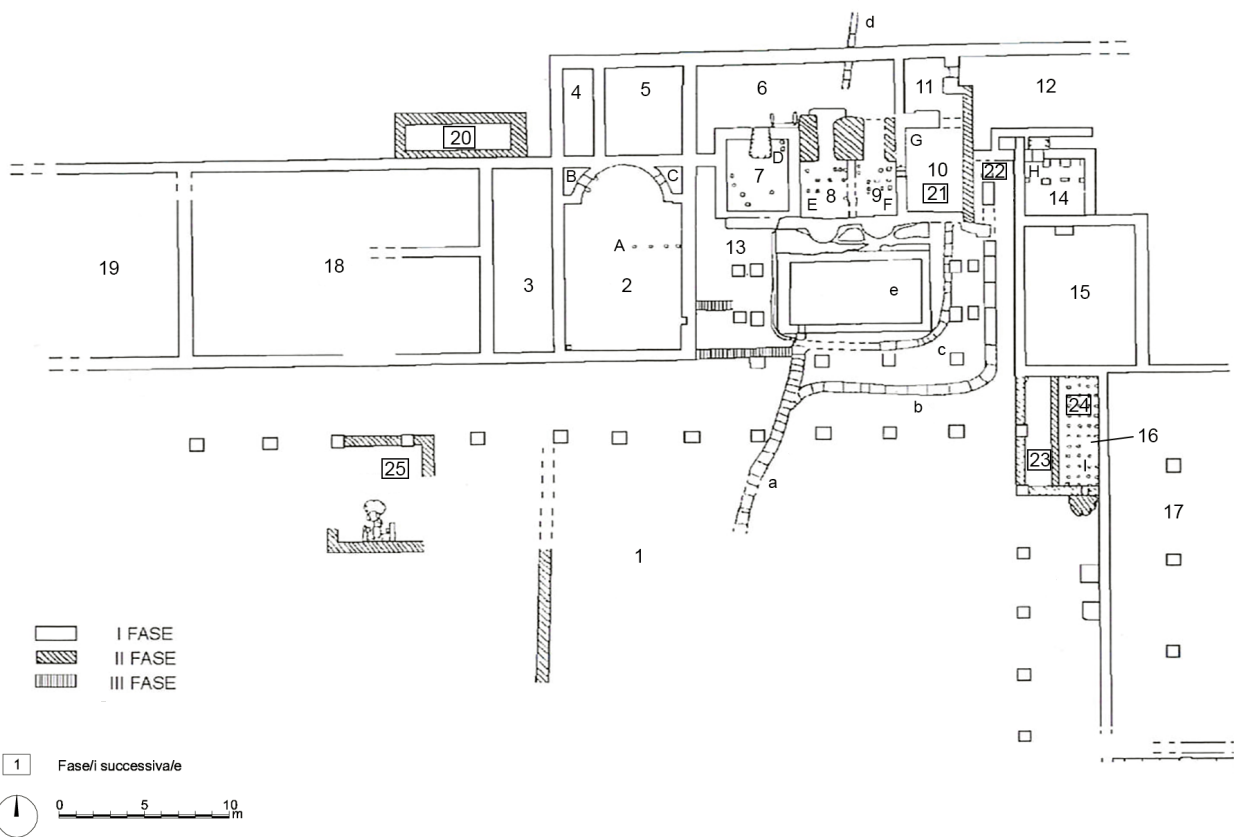 d
4 5 6 11 12
20
B C D G 22 H
7 8 9 10 14
E F 21
A 13
19 18 3 2 e 15
c
b
24
16
25 23 I
a 17
1
I FASE
II FASE
III FASE
1 Fase/i successiva/e
0 5 10
m